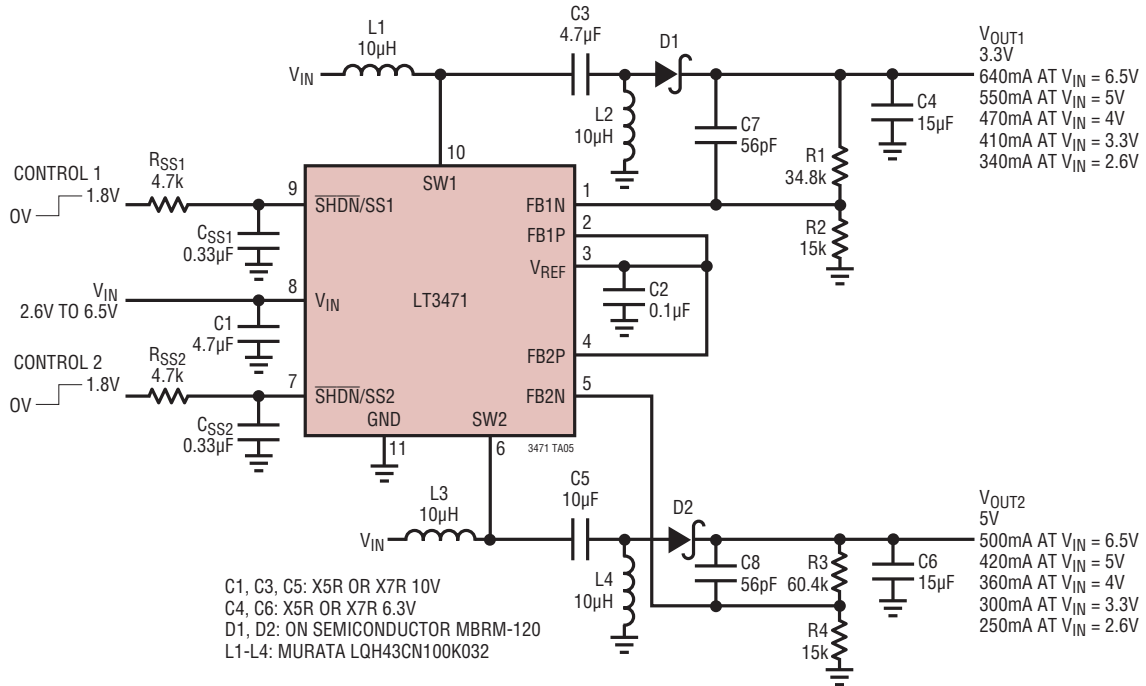 L1
10µH
VIN
C3
4.7µF
D1
L2
10µH
C7
56pF
R1
34.8k
R2
15k
C4
15µF
VOUT1
3.3V
640mA AT VIN = 6.5V
550mA AT VIN = 5V
470mA AT VIN = 4V
410mA AT VIN = 3.3V
340mA AT VIN = 2.6V
CONTROL 1
1.8V
0V
RSS1
4.7k
CSS1
0.33µF
VIN
2.6V TO 6.5V
C1
4.7µF
CONTROL 2
1.8V
0V
RSS2
4.7k
CSS2
0.33µF
10
SW1
9
SHDN/SS1
8
VIN
7
SHDN/SS2
LT3471
1
FB1N
2
FB1P
3
VREF
C2
0.1µF
4
FB2P
5
FB2N
GND
11
SW2
6
3471 TA05
L3
10µH
VIN
C5
10µF
D2
L4
10µH
C8
56pF
R3
60.4k
R4
15k
C6
15µF
VOUT2
5V
500mA AT VIN = 6.5V
420mA AT VIN = 5V
360mA AT VIN = 4V
300mA AT VIN = 3.3V
250mA AT VIN = 2.6V
C1, C3, C5: X5R OR X7R 10V
C4, C6: X5R OR X7R 6.3V
D1, D2: ON SEMICONDUCTOR MBRM-120
L1-L4: MURATA LQH43CN100K032